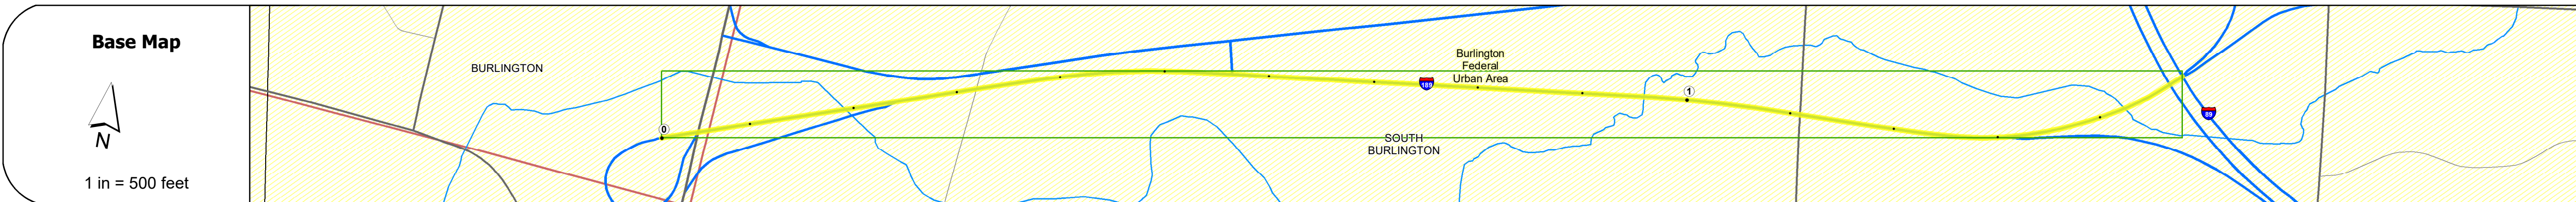 Base Map
N
1 in = 500 feet
BURLINGTON
0
Burlington
Federal
Urban Area
189
1
SOUTH
BURLINGTON
89